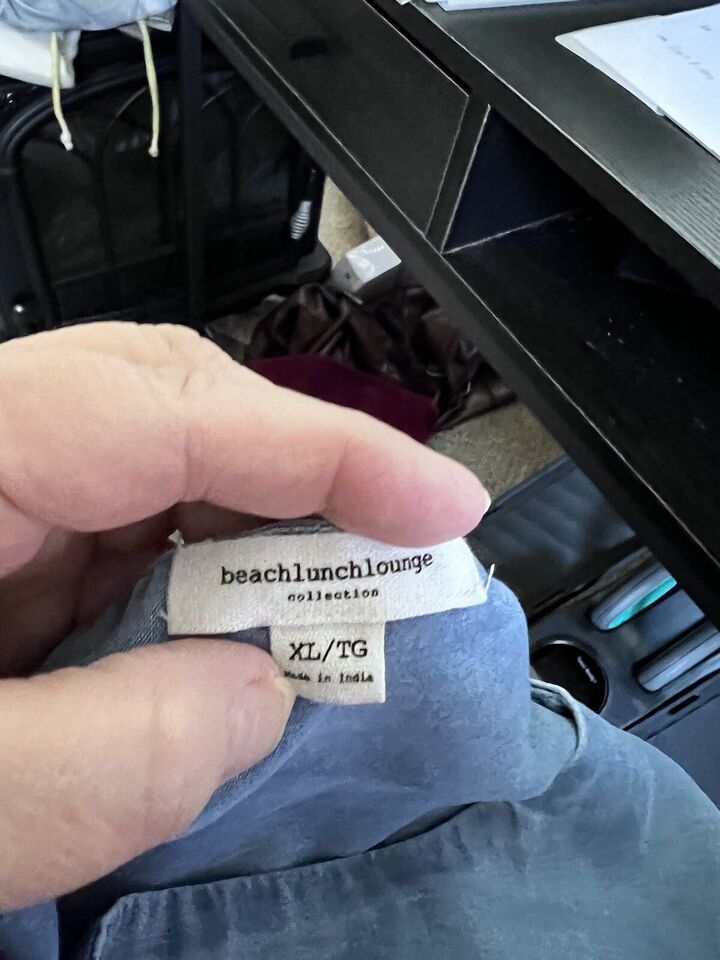 beachlunchlounge
collection
XL/TG
Made in India